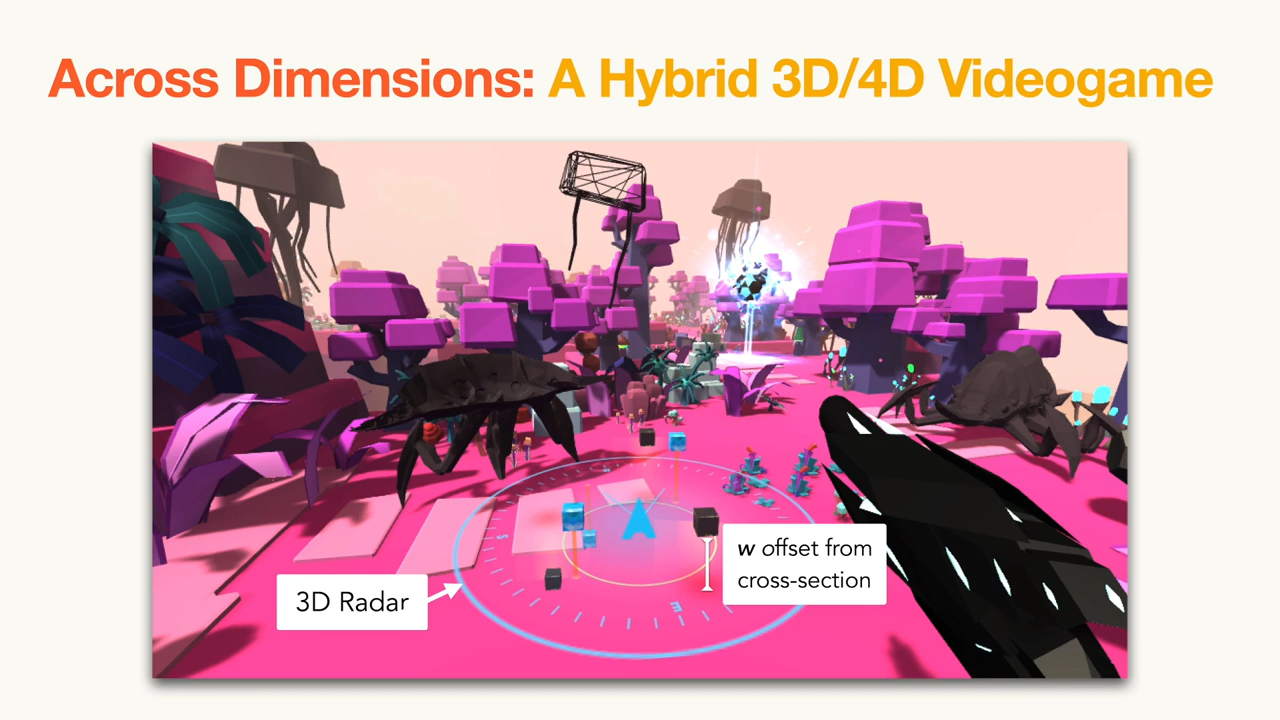 Across Dimensions: A Hybrid 3D/4D Videogame
w offset from
cross-section
3D Radar
E